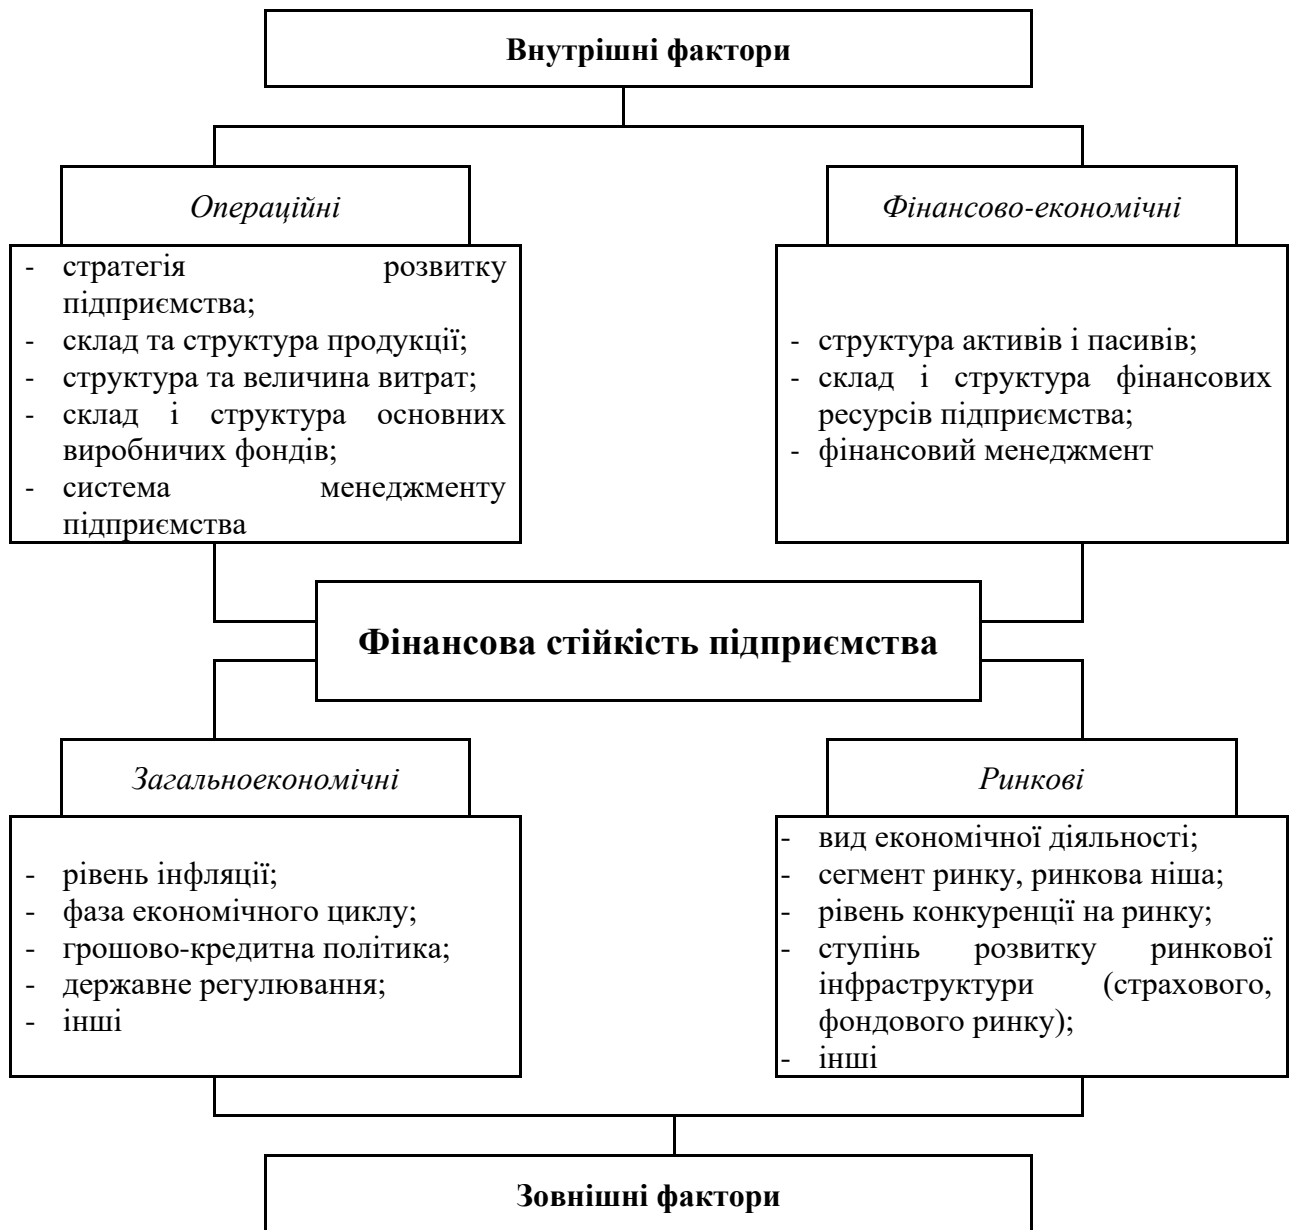 Внутрішні фактори
Операційні
- стратегія розвитку
підприємства;
- склад та структура продукції;
- структура та величина витрат;
- склад і структура основних
виробничих фондів;
- система менеджменту
підприємства
Фінансово-економічні
- структура активів і пасивів;
- склад і структура фінансових
ресурсів підприємства;
- фінансовий менеджмент
Фінансова стійкість підприємства
Загальноекономічні
- рівень інфляції;
- фаза економічного циклу;
- грошово-кредитна політика;
- державне регулювання;
- інші
Ринкові
- вид економічної діяльності;
- сегмент ринку, ринкова ніша;
- рівень конкуренції на ринку;
- ступінь розвитку ринкової
інфраструктури (страхового,
фондового ринку);
- інші
Зовнішні фактори